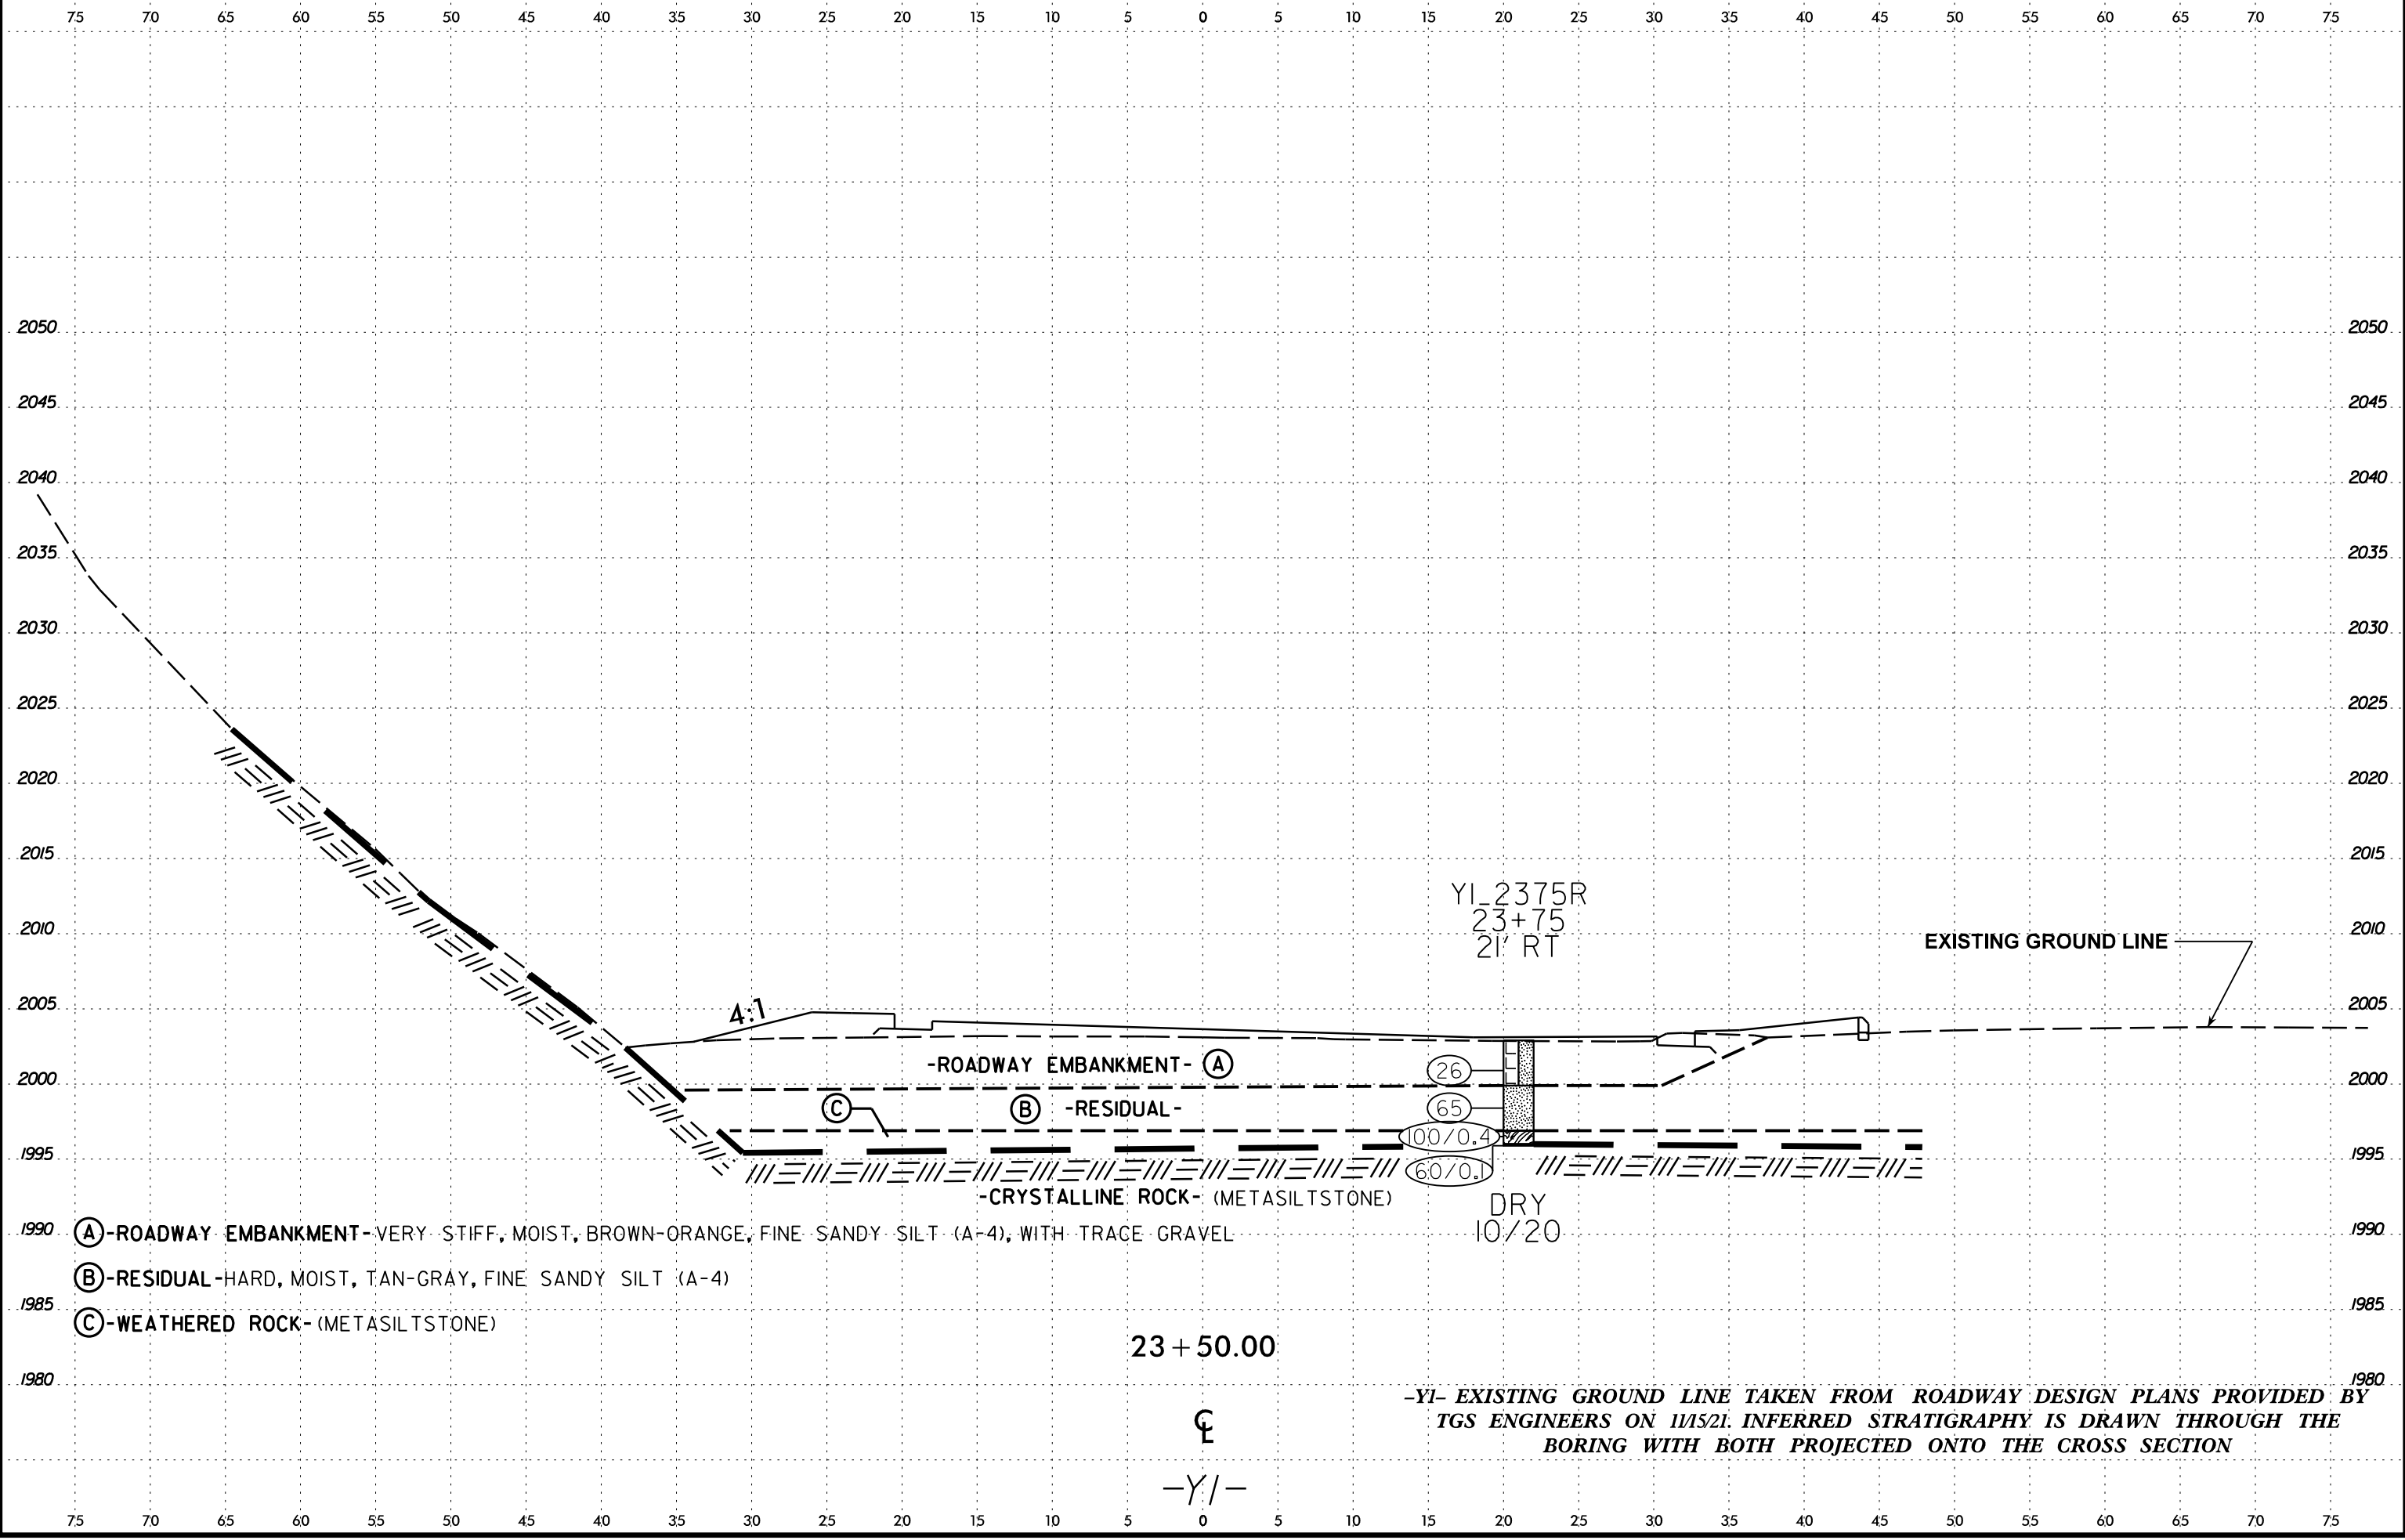 75 70 65 60 55 50 45 40 35 30 25 20 15 10 5 0 5 10 15 20 25 30 35 40 45 50 55 60 65 70 75
2050 2050
2045 2045
2040 2040
2035 2035
2030 2030
2025 2025
2020 2020
2015 2015
Y1_2375R
23+75
21' RT
2010 2010
EXISTING GROUND LINE
2005 2005
4:1
-ROADWAY EMBANKMENT- A
26
2000 2000
C B -RESIDUAL- 65
100/0.4
1995 1995
60/0.1
-CRYSTALLINE ROCK- (METASILTSTONE)
DRY
10/20
1990 1990
A -ROADWAY EMBANKMENT- VERY STIFF, MOIST, BROWN-ORANGE, FINE SANDY SILT (A-4), WITH TRACE GRAVEL
B -RESIDUAL-HARD, MOIST, TAN-GRAY, FINE SANDY SILT (A-4)
1985 1985
C -WEATHERED ROCK- (METASILTSTONE)
23+50.00
1980 1980
-Y1- EXISTING GROUND LINE TAKEN FROM ROADWAY DESIGN PLANS PROVIDED BY
TGS ENGINEERS ON 11/15/21. INFERRED STRATIGRAPHY IS DRAWN THROUGH THE
BORING WITH BOTH PROJECTED ONTO THE CROSS SECTION
℄
-Y1-
75 70 65 60 55 50 45 40 35 30 25 20 15 10 5 0 5 10 15 20 25 30 35 40 45 50 55 60 65 70 75